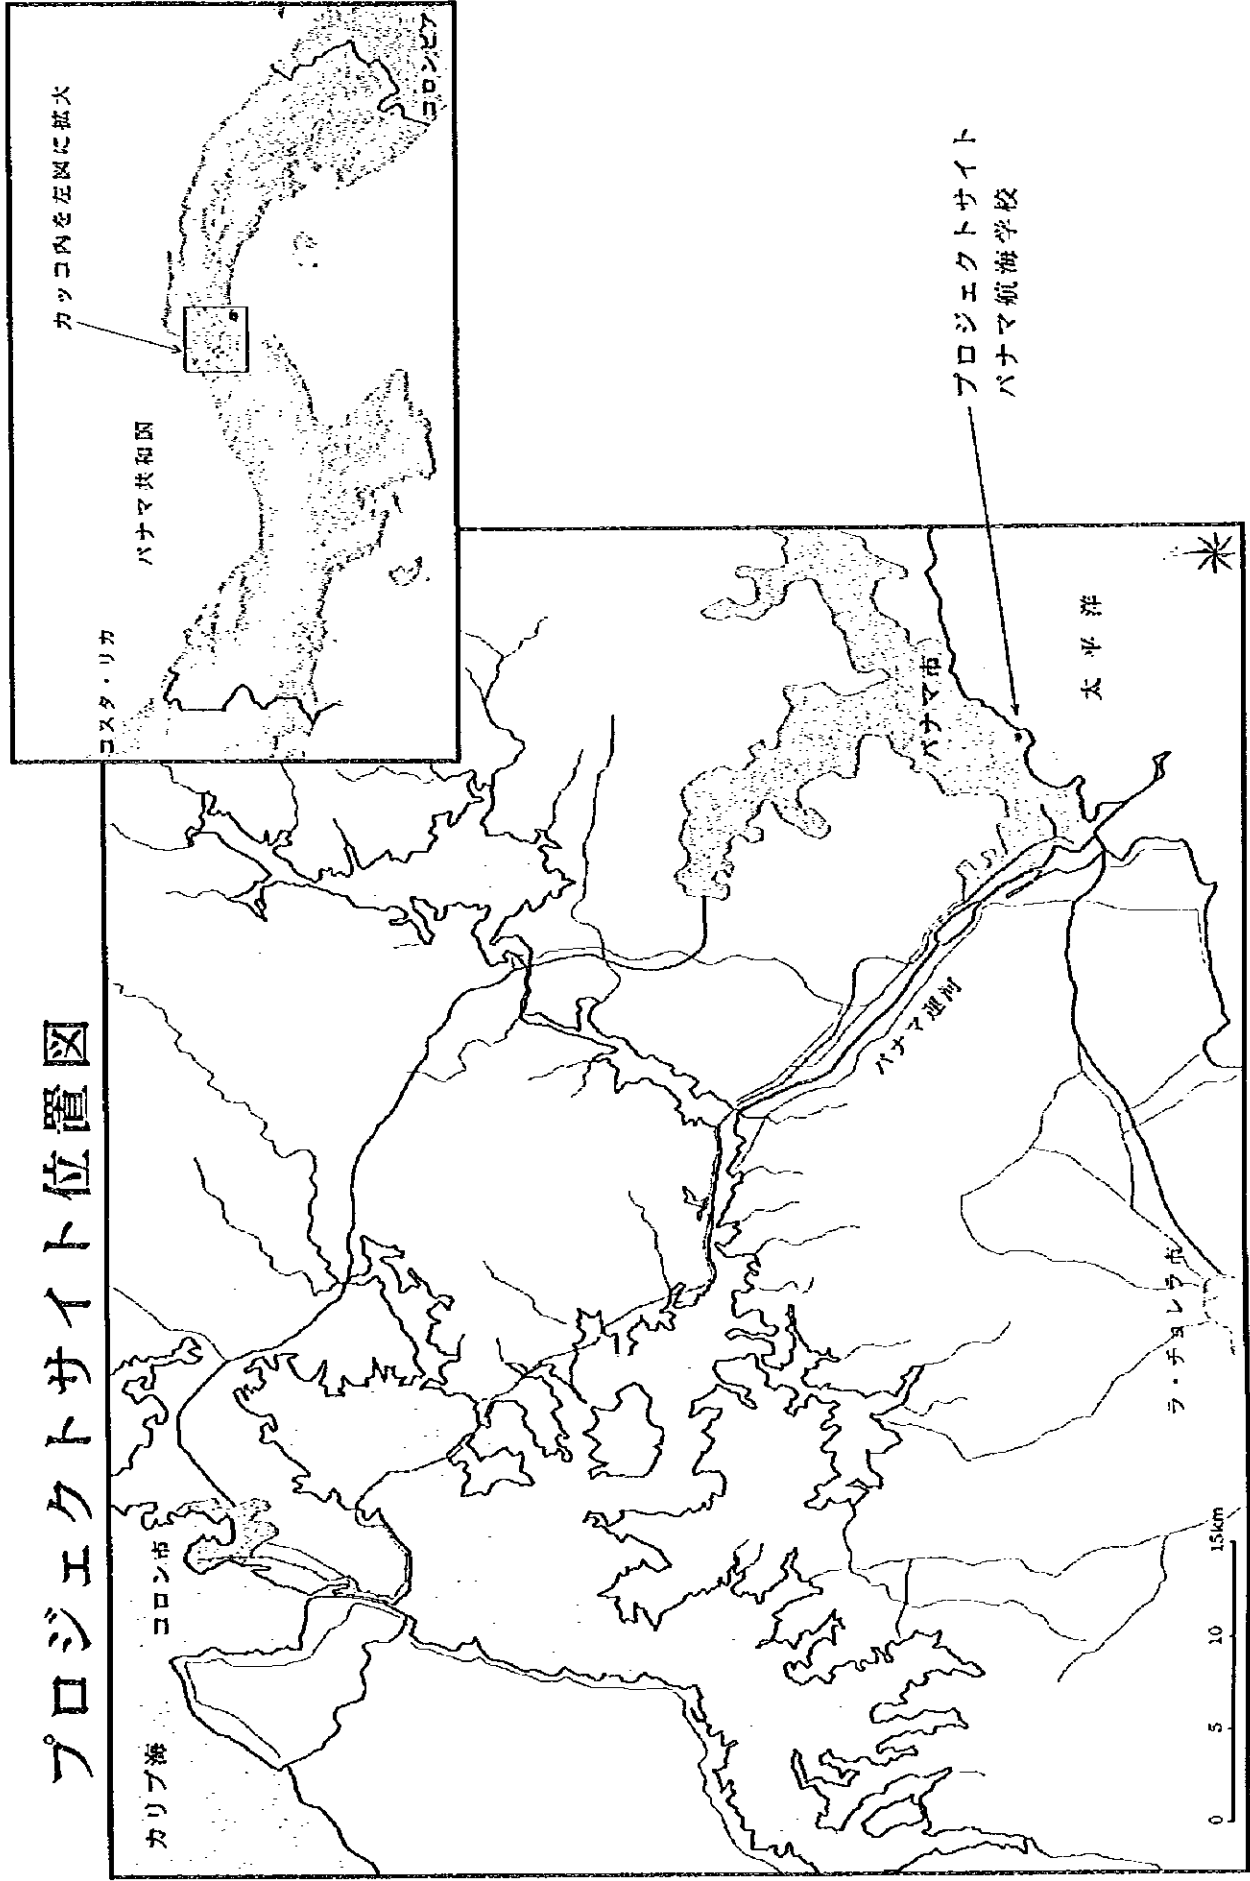 プロジェクトサイト位置図
カッコ内を左図に拡大
コスタ・リカ
パナマ共和国
コロンビア
カリブ海
コロン市
パナマ運河
パナマ市
太平洋
ラ・チョレラ市
プロジェクトサイト
パナマ航海学校
0 5 10 15km